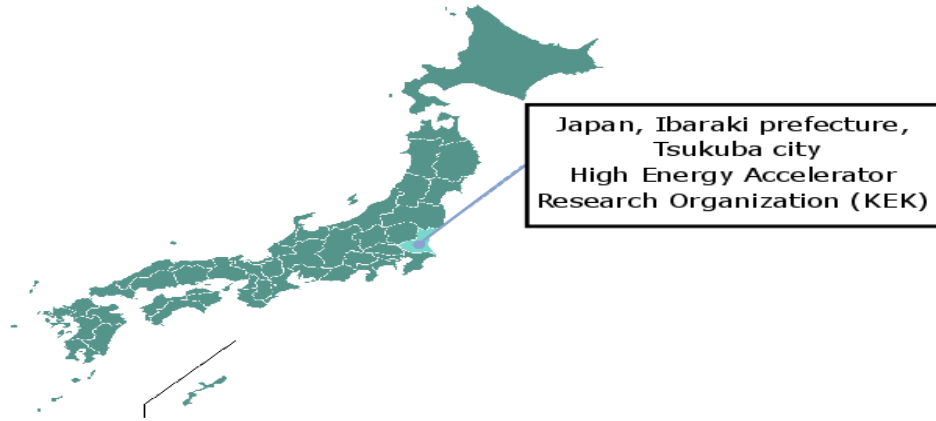 Japan, Ibaraki prefecture,
Tsukuba city
High Energy Accelerator
Research Organization (KEK)